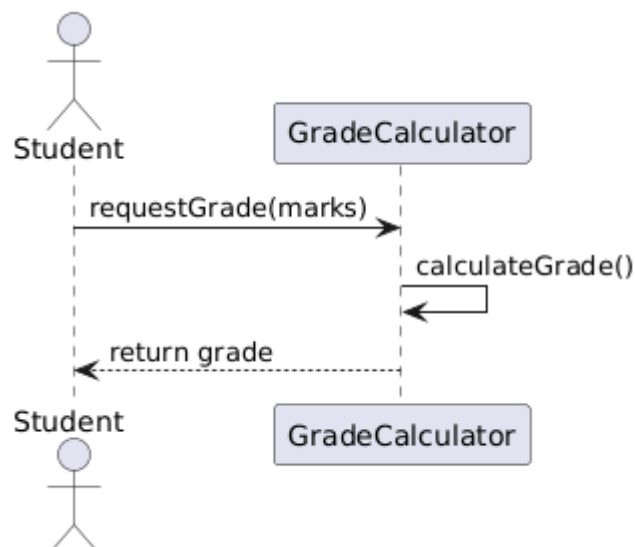 Student
GradeCalculator
requestGrade(marks)
calculateGrade()
return grade
Student
GradeCalculator